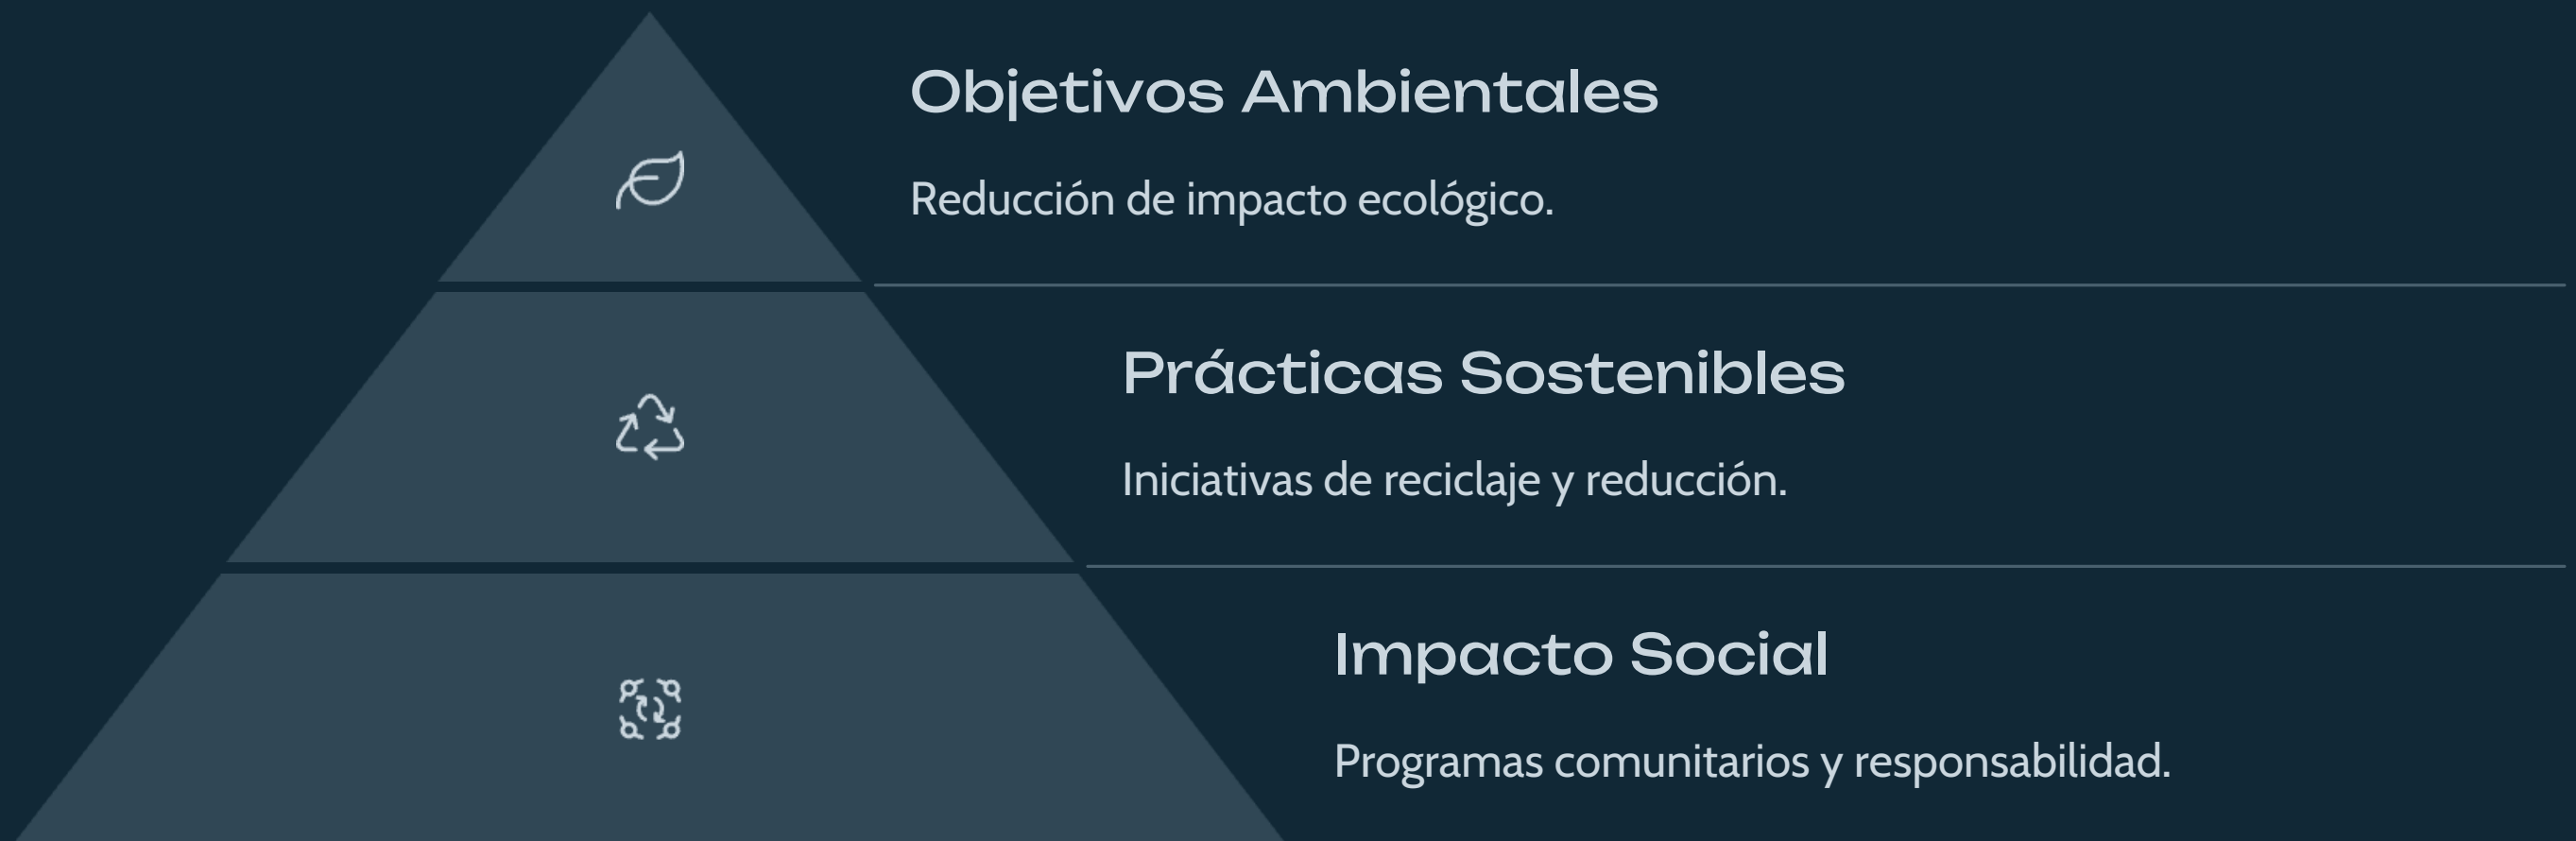 Objetivos Ambientales
Reducción de impacto ecológico.
Prácticas Sostenibles
Iniciativas de reciclaje y reducción.
Impacto Social
Programas comunitarios y responsabilidad.